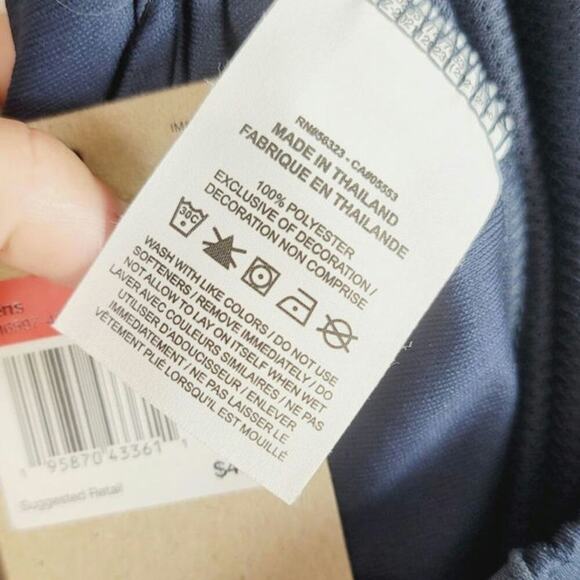 RN#56323 - CA#05553
MADE IN THAILAND
FABRIQUE EN THAILANDE
100% POLYESTER
EXCLUSIVE OF DECORATION /
DECORATION NON COMPRISE
30C
WASH WITH LIKE COLORS / DO NOT USE
SOFTENERS / REMOVE IMMEDIATELY / DO
NOT ALLOW TO LAY ON ITSELF WHEN WET
LAVER AVEC COULEURS SIMILAIRES / NE PAS
UTILISER D'ADOUCISSEUR / ENLEVER
IMMEDIATEMENT / NE PAS LAISSER LE
VÊTEMENT PLIÉ LORSQU'IL EST MOUILLÉ
95870 43361
Suggested Retail